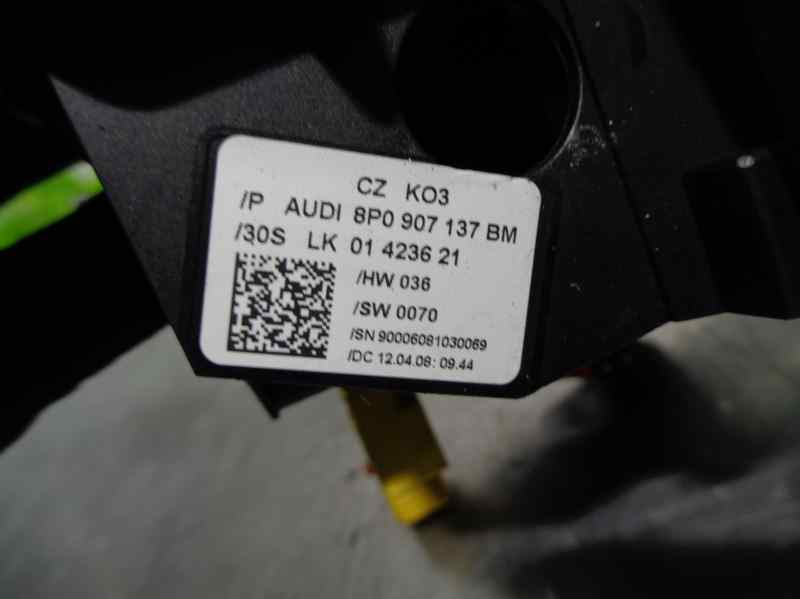 CZ KO3
/P AUDI 8P0 907 137 BM
/30S LK 01 4236 21
/HW 036
/SW 0070
/SN 90006081030069
/DC 12.04.08: 09.44